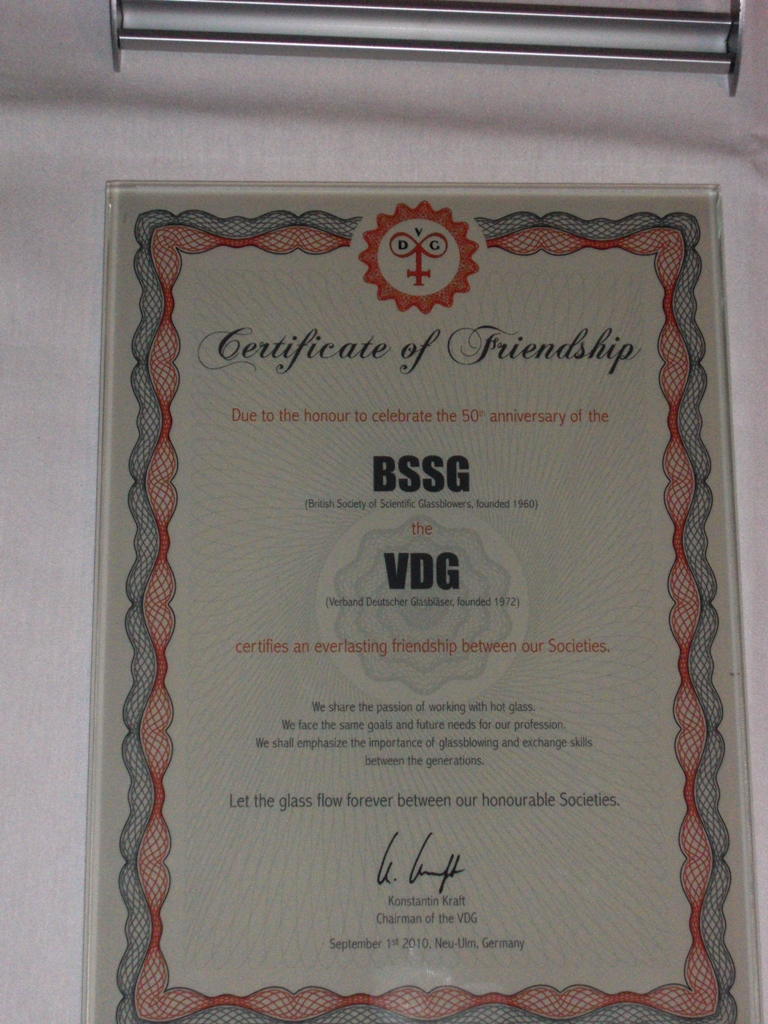 V
D G
Certificate of Friendship
Due to the honour to celebrate the 50th anniversary of the
BSSG
(British Society of Scientific Glassblowers, founded 1960)
the
VDG
(Verband Deutscher Glasbläser, founded 1972)
certifies an everlasting friendship between our Societies.
We share the passion of working with hot glass.
We face the same goals and future needs for our profession.
We shall emphasize the importance of glassblowing and exchange skills
between the generations.
Let the glass flow forever between our honourable Societies.
K. Kraft
Konstantin Kraft
Chairman of the VDG
September 1st 2010, Neu-Ulm, Germany